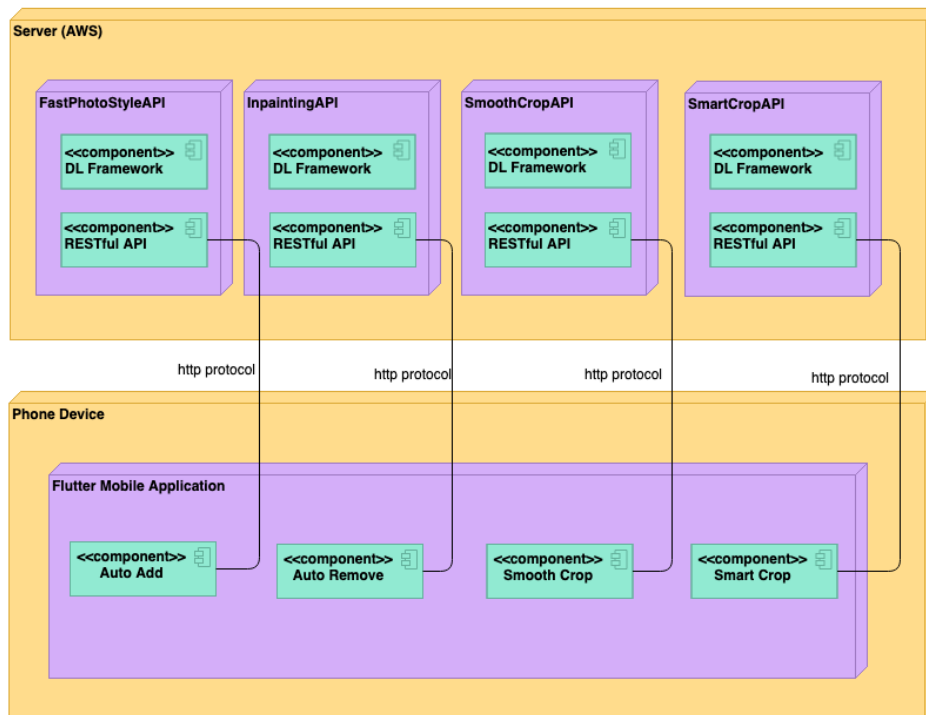 Server (AWS)
FastPhotoStyleAPI
<<component>>
DL Framework
<<component>>
RESTful API
InpaintingAPI
<<component>>
DL Framework
<<component>>
RESTful API
SmoothCropAPI
<<component>>
DL Framework
<<component>>
RESTful API
SmartCropAPI
<<component>>
DL Framework
<<component>>
RESTful API
http protocol
http protocol
http protocol
http protocol
Phone Device
Flutter Mobile Application
<<component>>
Auto Add
<<component>>
Auto Remove
<<component>>
Smooth Crop
<<component>>
Smart Crop